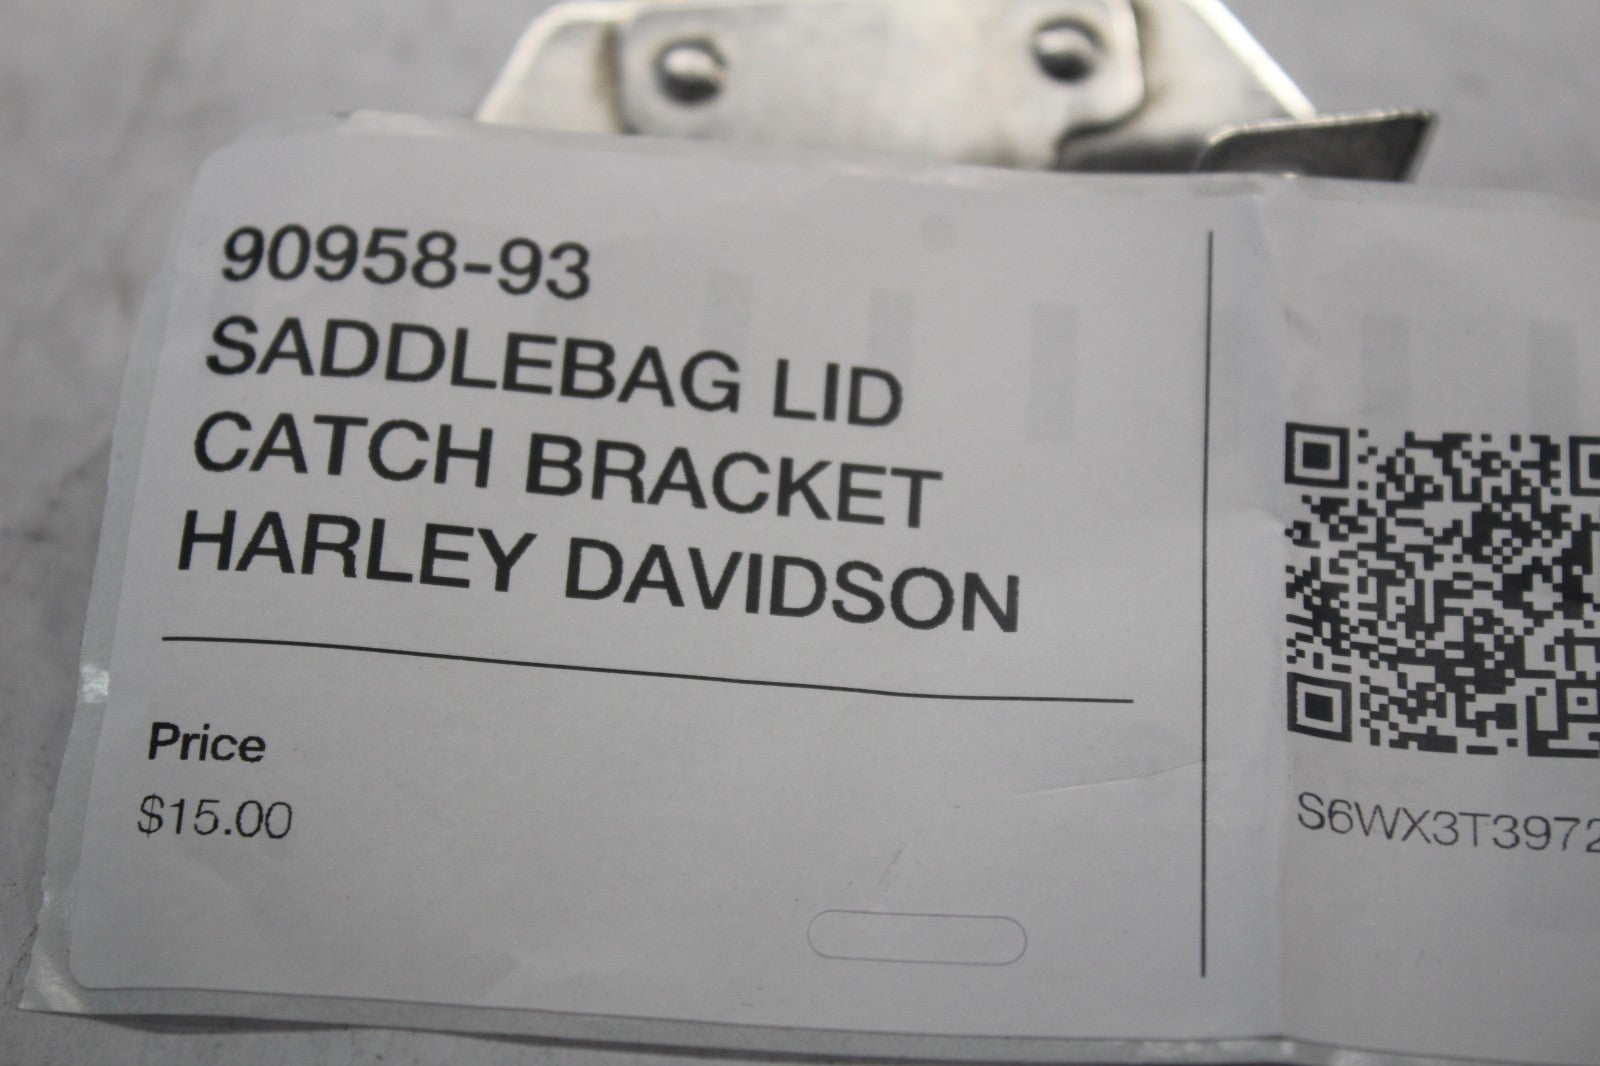 90958-93
SADDLEBAG LID
CATCH BRACKET
HARLEY DAVIDSON
Price
$15.00
S6WX3T3972